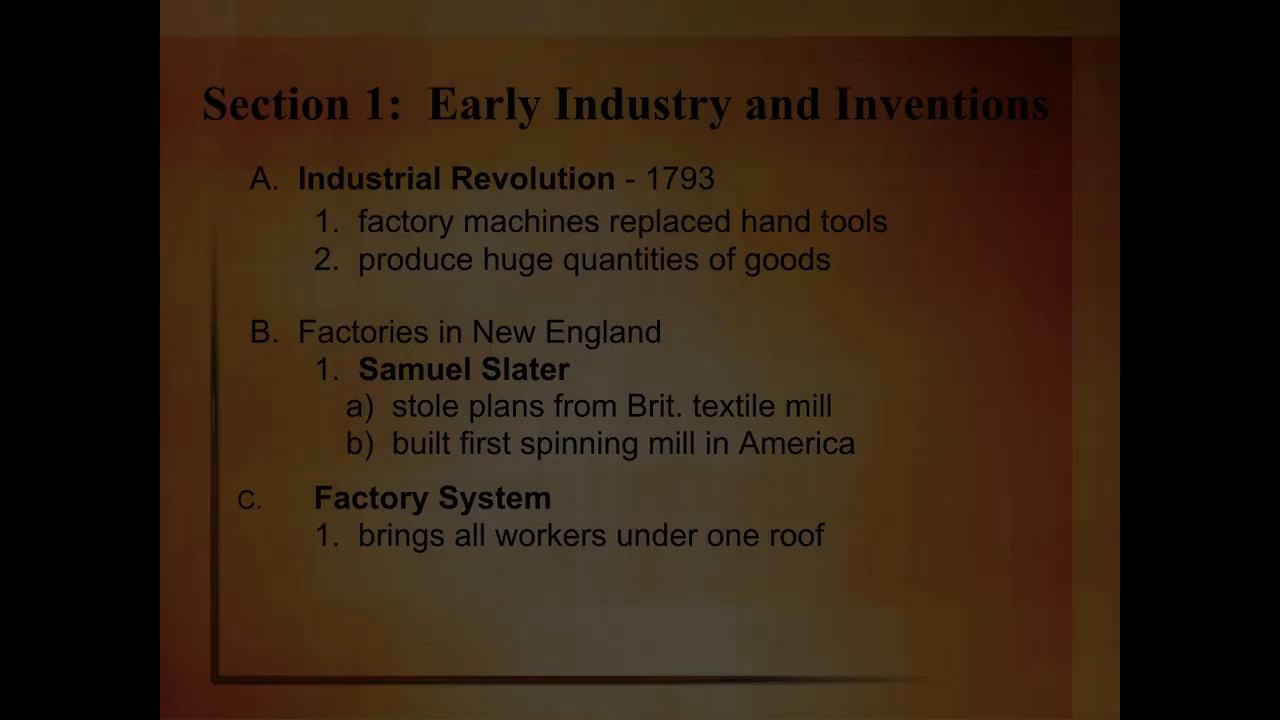 Section 1: Early Industry and Inventions
A. Industrial Revolution - 1793
1. factory machines replaced hand tools
2. produce huge quantities of goods
B. Factories in New England
1. Samuel Slater
a) stole plans from Brit. textile mill
b) built first spinning mill in America
C. Factory System
1. brings all workers under one roof